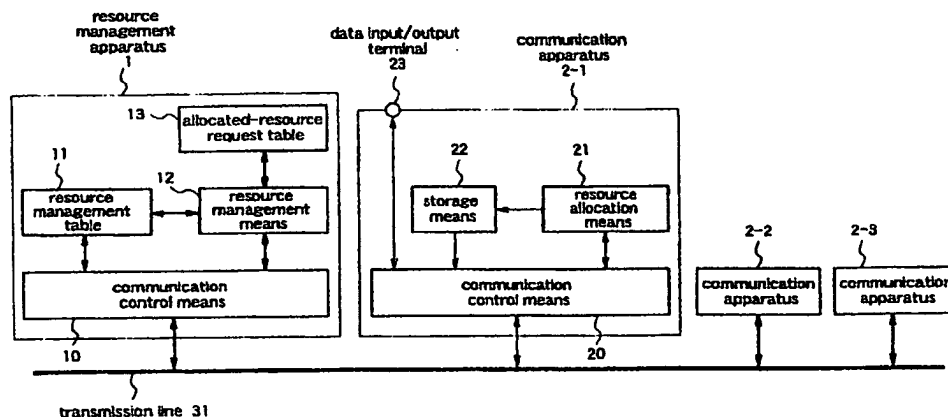 resource
management
apparatus
1
data input/output
terminal
23
communication
apparatus
2-1
13
allocated-resource
request table
11
resource
management
table
12
resource
management
means
22
storage
means
21
resource
allocation
means
communication
control means
10
communication
control means
20
2-2
communication
apparatus
2-3
communication
apparatus
transmission line 31